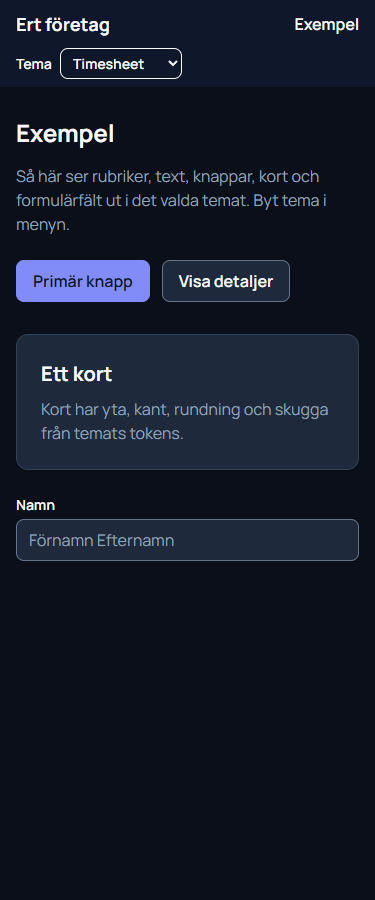 Ert företag
Exempel
Tema
Timesheet
Exempel
Så här ser rubriker, text, knappar, kort och
formulärfält ut i det valda temat. Byt tema i
menyn.
Primär knapp
Visa detaljer
Ett kort
Kort har yta, kant, rundning och skugga
från temats tokens.
Namn
Förnamn Efternamn